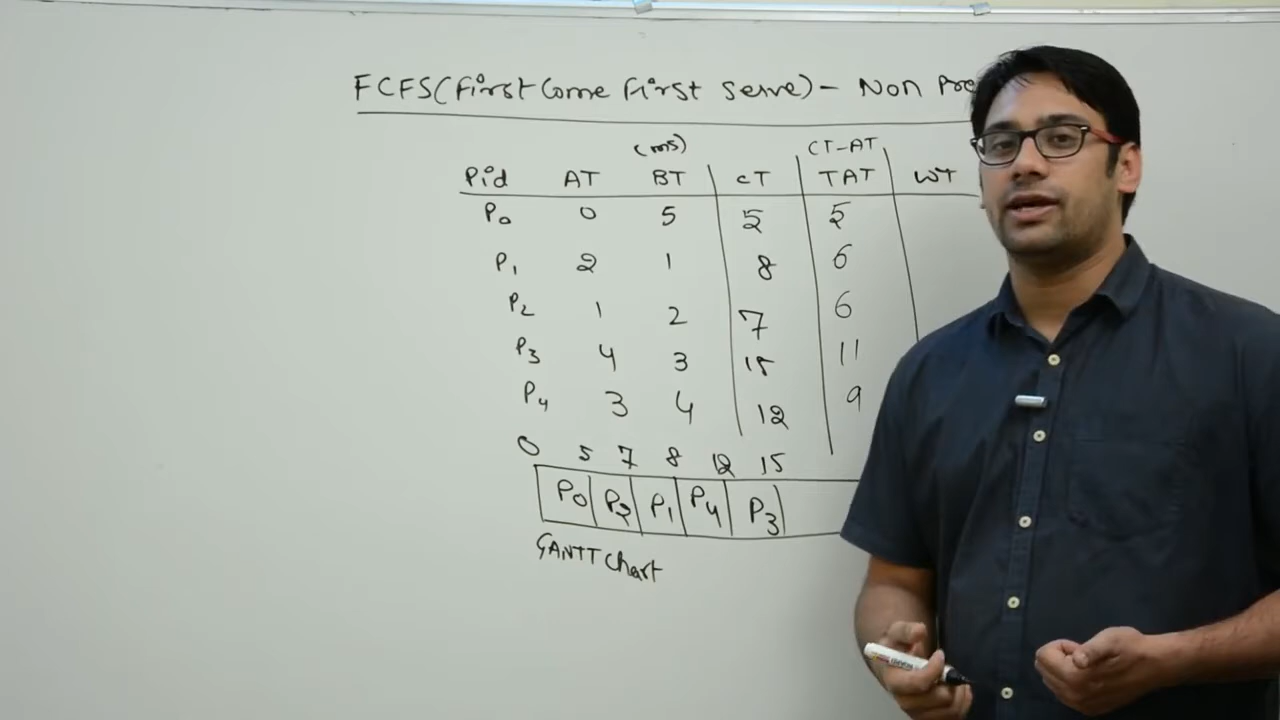 FCFS(First Come First Serve) - Non Pre
(ms) CT-AT
Pid AT BT CT TAT WT
P0 0 5 5 5
P1 2 1 8 6
P2 1 2 7 6
P3 4 3 15 11
P4 3 4 12 9
0 5 7 8 12 15
P0 P2 P1 P4 P3
GANTT Chart